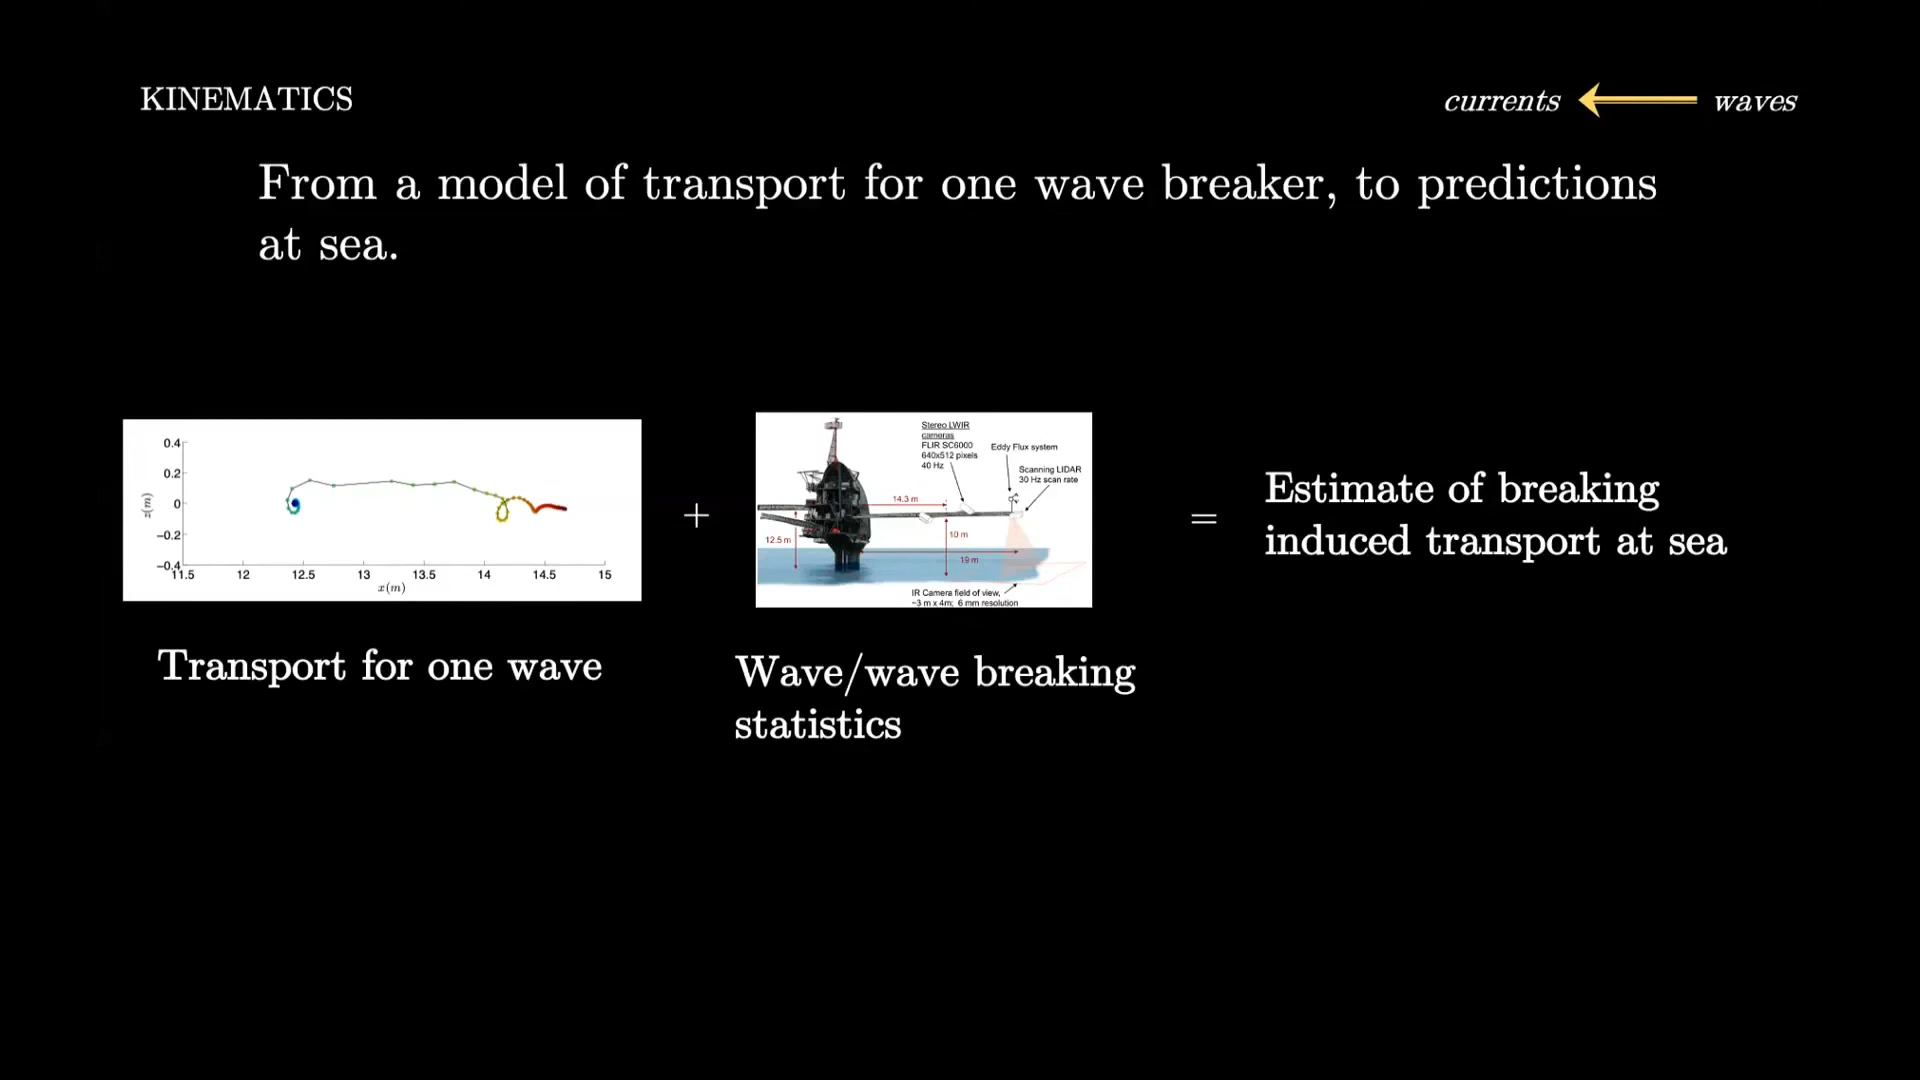 KINEMATICS
currents
waves
From a model of transport for one wave breaker, to predictions
at sea.
0.4
0.2
0
−0.2
−0.4
z(m)
11.5 12 12.5 13 13.5 14 14.5 15
x(m)
Transport for one wave
+
Stereo LWIR
cameras
FLIR SC6000
640x512 pixels
40 Hz
Eddy Flux system
Scanning LIDAR
30 Hz scan rate
14.3 m
12.5 m
10 m
19 m
IR Camera field of view,
~3 m x 4m; 6 mm resolution
Wave/wave breaking
statistics
=
Estimate of breaking
induced transport at sea